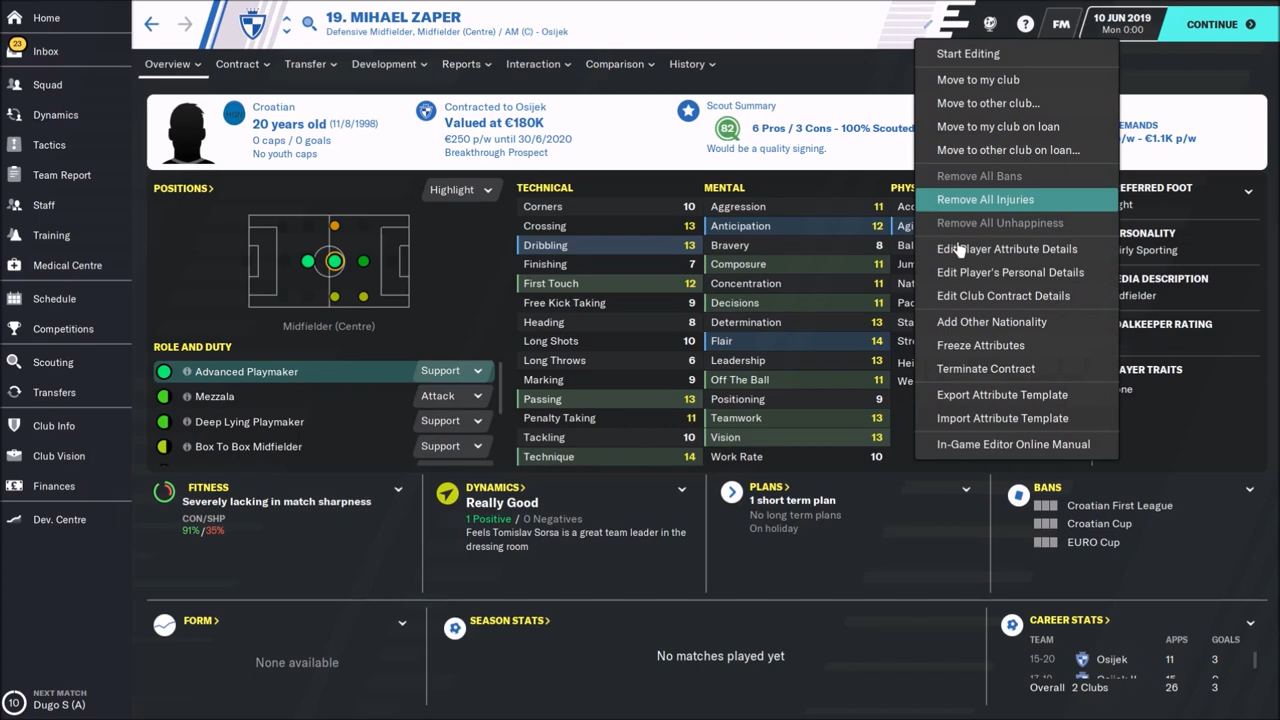 Home
23
Inbox
Squad
Dynamics
Tactics
Team Report
Staff
Training
Medical Centre
Schedule
Competitions
Scouting
Transfers
Club Info
Club Vision
Finances
Dev. Centre
10
NEXT MATCH
Dugo S (A)
19. MIHAEL ZAPER
Defensive Midfielder, Midfielder (Centre) / AM (C) - Osijek
?
FM
10 JUN 2019
Mon 0:00
CONTINUE
Overview
Contract
Transfer
Development
Reports
Interaction
Comparison
History
Croatian
20 years old (11/8/1998)
0 caps / 0 goals
No youth caps
Contracted to Osijek
Valued at €180K
€250 p/w until 30/6/2020
Breakthrough Prospect
Scout Summary
82
6 Pros / 3 Cons - 100% Scouted
Would be a quality signing.
EMANDS
p/w - €1.1K p/w
Start Editing
Move to my club
Move to other club...
Move to my club on loan
Move to other club on loan...
Remove All Bans
Remove All Injuries
Remove All Unhappiness
Edit Player Attribute Details
Edit Player's Personal Details
Edit Club Contract Details
Add Other Nationality
Freeze Attributes
Terminate Contract
Export Attribute Template
Import Attribute Template
In-Game Editor Online Manual
POSITIONS
Highlight
Midfielder (Centre)
ROLE AND DUTY
Advanced Playmaker Support
Mezzala Attack
Deep Lying Playmaker Support
Box To Box Midfielder Support
TECHNICAL
Corners 10
Crossing 13
Dribbling 13
Finishing 7
First Touch 12
Free Kick Taking 9
Heading 8
Long Shots 10
Long Throws 6
Marking 9
Passing 13
Penalty Taking 11
Tackling 10
Technique 14
MENTAL
Aggression 11
Anticipation 12
Bravery 8
Composure 11
Concentration 11
Decisions 11
Determination 13
Flair 14
Leadership 13
Off The Ball 11
Positioning 9
Teamwork 13
Vision 13
Work Rate 10
PHYS
Acc
Agi
Bal
Jum
Nat
Pac
Sta
Stre
Hei
We
EFERRED FOOT
ght
RSONALITY
irly Sporting
EDIA DESCRIPTION
dfielder
OALKEEPER RATING
AYER TRAITS
one
FITNESS
Severely lacking in match sharpness
CON/SHP
91%/35%
DYNAMICS
Really Good
1 Positive / 0 Negatives
Feels Tomislav Sorsa is a great team leader in the
dressing room
PLANS
1 short term plan
No long term plans
On holiday
BANS
Croatian First League
Croatian Cup
EURO Cup
FORM
None available
SEASON STATS
No matches played yet
CAREER STATS
TEAM APPS GOALS
15-20 Osijek 11 3
Overall 2 Clubs 26 3